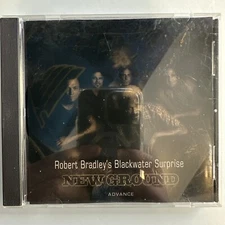 Robert Bradley's Blackwater Surprise
NEW GROUND
ADVANCE